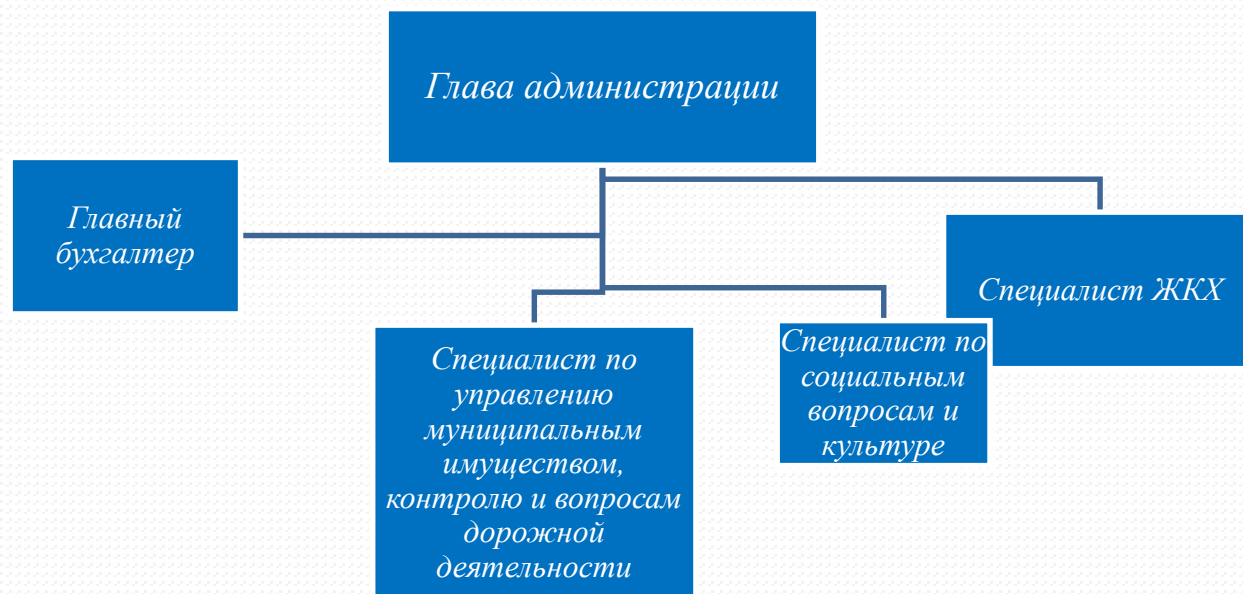 Глава администрации
Главный
бухгалтер
Специалист ЖКХ
Специалист по
управлению
муниципальным
имуществом,
контролю и вопросам
дорожной
деятельности
Специалист по
социальным
вопросам и
культуре